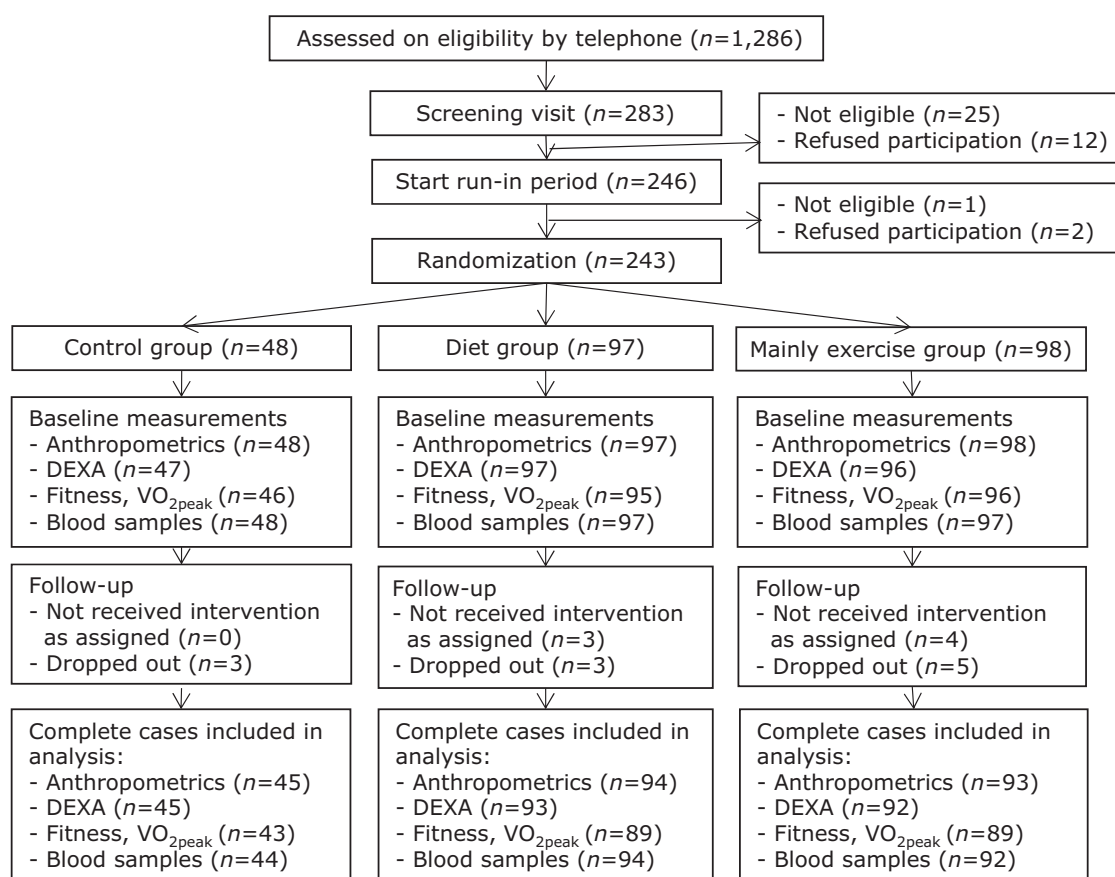 Assessed on eligibility by telephone (n=1,286)
Screening visit (n=283)
- Not eligible (n=25)
- Refused participation (n=12)
Start run-in period (n=246)
- Not eligible (n=1)
- Refused participation (n=2)
Randomization (n=243)
Control group (n=48)
Diet group (n=97)
Mainly exercise group (n=98)
Baseline measurements
- Anthropometrics (n=48)
- DEXA (n=47)
- Fitness, VO2peak (n=46)
- Blood samples (n=48)
Baseline measurements
- Anthropometrics (n=97)
- DEXA (n=97)
- Fitness, VO2peak (n=95)
- Blood samples (n=97)
Baseline measurements
- Anthropometrics (n=98)
- DEXA (n=96)
- Fitness, VO2peak (n=96)
- Blood samples (n=97)
Follow-up
- Not received intervention
as assigned (n=0)
- Dropped out (n=3)
Follow-up
- Not received intervention
as assigned (n=3)
- Dropped out (n=3)
Follow-up
- Not received intervention
as assigned (n=4)
- Dropped out (n=5)
Complete cases included in
analysis:
- Anthropometrics (n=45)
- DEXA (n=45)
- Fitness, VO2peak (n=43)
- Blood samples (n=44)
Complete cases included in
analysis:
- Anthropometrics (n=94)
- DEXA (n=93)
- Fitness, VO2peak (n=89)
- Blood samples (n=94)
Complete cases included in
analysis:
- Anthropometrics (n=93)
- DEXA (n=92)
- Fitness, VO2peak (n=89)
- Blood samples (n=92)